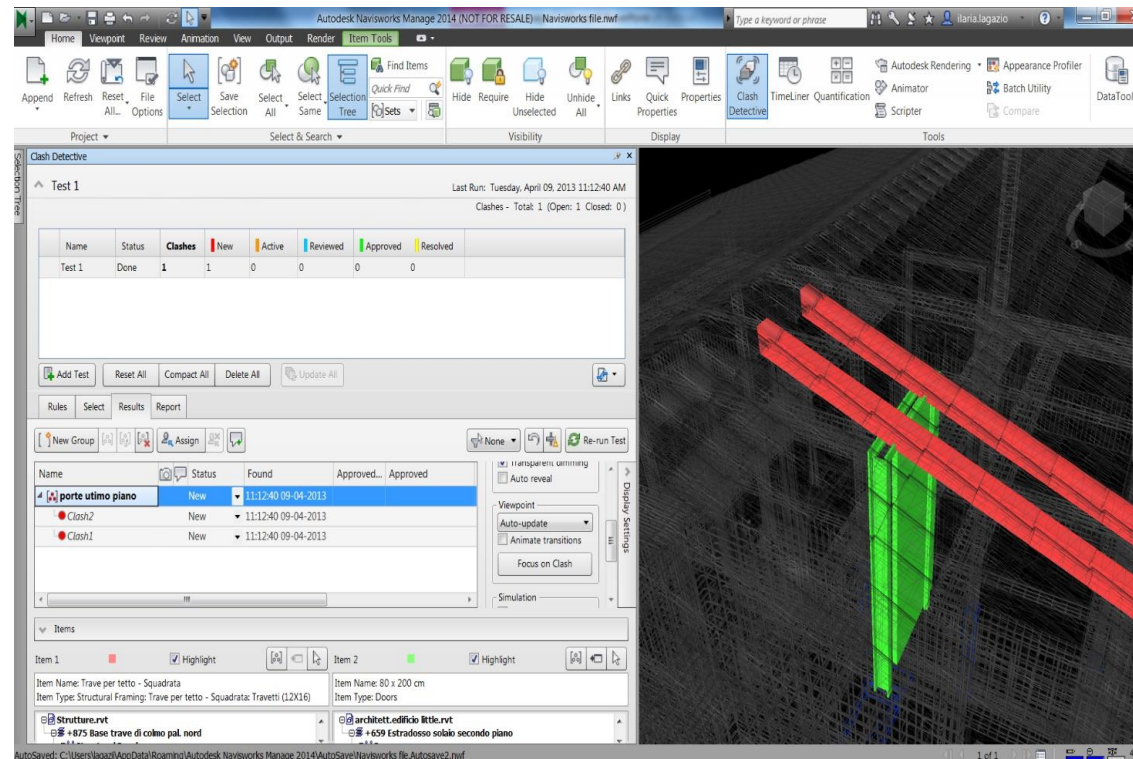 Autodesk Navisworks Manage 2014 (NOT FOR RESALE) Navisworks file.nwf
Type a keyword or phrase
ilaria.lagazio
Home Viewpoint Review Animation View Output Render Item Tools
Append Refresh Reset All... File Options
Select Save Selection Select All Select Same Selection Tree
Find Items
Quick Find
Sets
Hide Require Hide Unselected Unhide All
Links Quick Properties Properties
Clash Detective TimeLiner Quantification
Autodesk Rendering Appearance Profiler
Animator Batch Utility
Scripter Compare
DataTool
Project Select & Search Visibility Display Tools
Selection Tree
Clash Detective
Test 1
Last Run: Tuesday, April 09, 2013 11:12:40 AM
Clashes - Total: 1 (Open: 1 Closed: 0)
Name Status Clashes New Active Reviewed Approved Resolved
Test 1 Done 1 1 0 0 0 0
Add Test Reset All Compact All Delete All Update All
Rules Select Results Report
New Group Assign None Re-run Test
Name Status Found Approved... Approved
porte utimo piano New 11:12:40 09-04-2013
Clash2 New 11:12:40 09-04-2013
Clash1 New 11:12:40 09-04-2013
Transparent dimming
Auto reveal
Viewpoint
Auto-update
Animate transitions
Focus on Clash
Simulation
Display Settings
Items
Item 1 Highlight Item 2 Highlight
Item Name: Trave per tetto - Squadrata
Item Type: Structural Framing: Trave per tetto - Squadrata: Travetti (12X16)
Item Name: 80 x 200 cm
Item Type: Doors
Strutture.rvt
+875 Base trave di colmo pal. nord
architett.edificio little.rvt
+659 Estradosso solaio secondo piano
AutoSaved: C:\Users\lagazi\AppData\Roaming\Autodesk Navisworks Manage 2014\AutoSave\Navisworks file.Autosave2.nwf
1 of 1